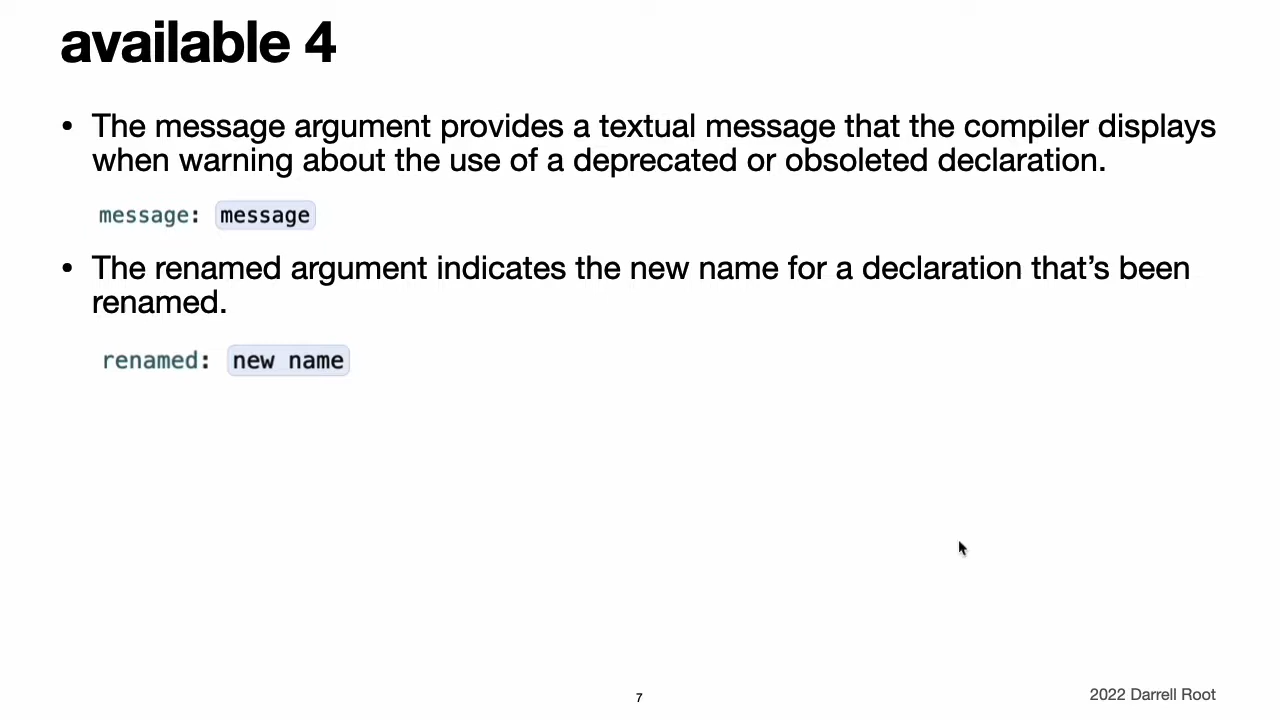 available 4
• The message argument provides a textual message that the compiler displays
when warning about the use of a deprecated or obsoleted declaration.
message: message
• The renamed argument indicates the new name for a declaration that’s been
renamed.
renamed: new name
7
2022 Darrell Root